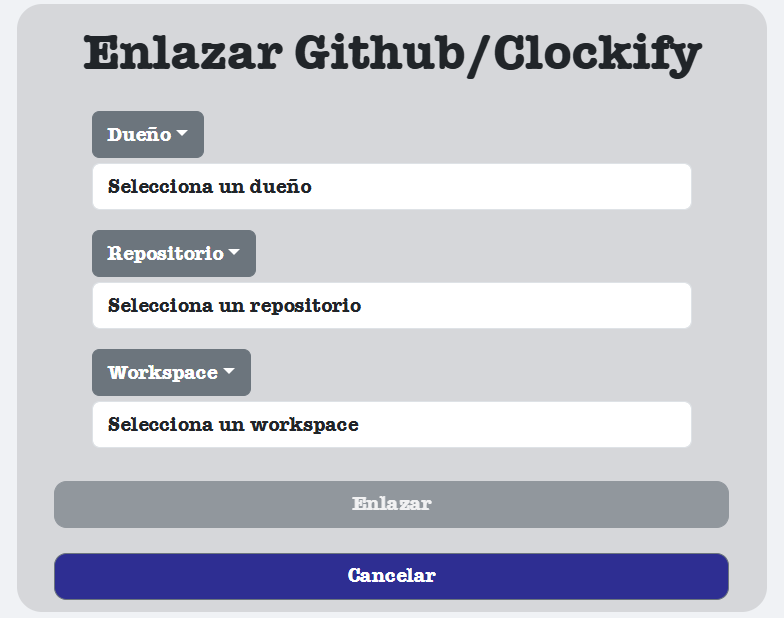 Enlazar Github/Clockify
Dueño
Selecciona un dueño
Repositorio
Selecciona un repositorio
Workspace
Selecciona un workspace
Enlazar
Cancelar